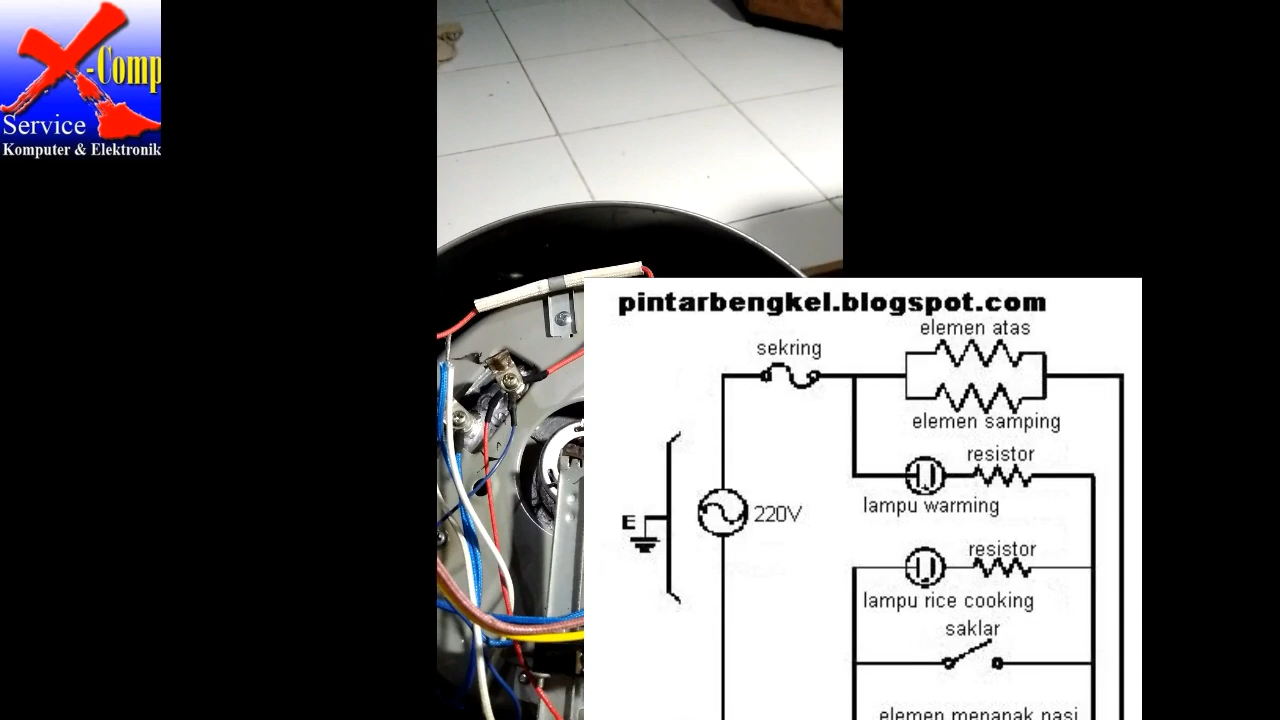 -Comp
Service
Komputer & Elektronik
pintarbengkel.blogspot.com
elemen atas
sekring
elemen samping
resistor
lampu warming
220V
E
resistor
lampu rice cooking
saklar
elemen menanak nasi